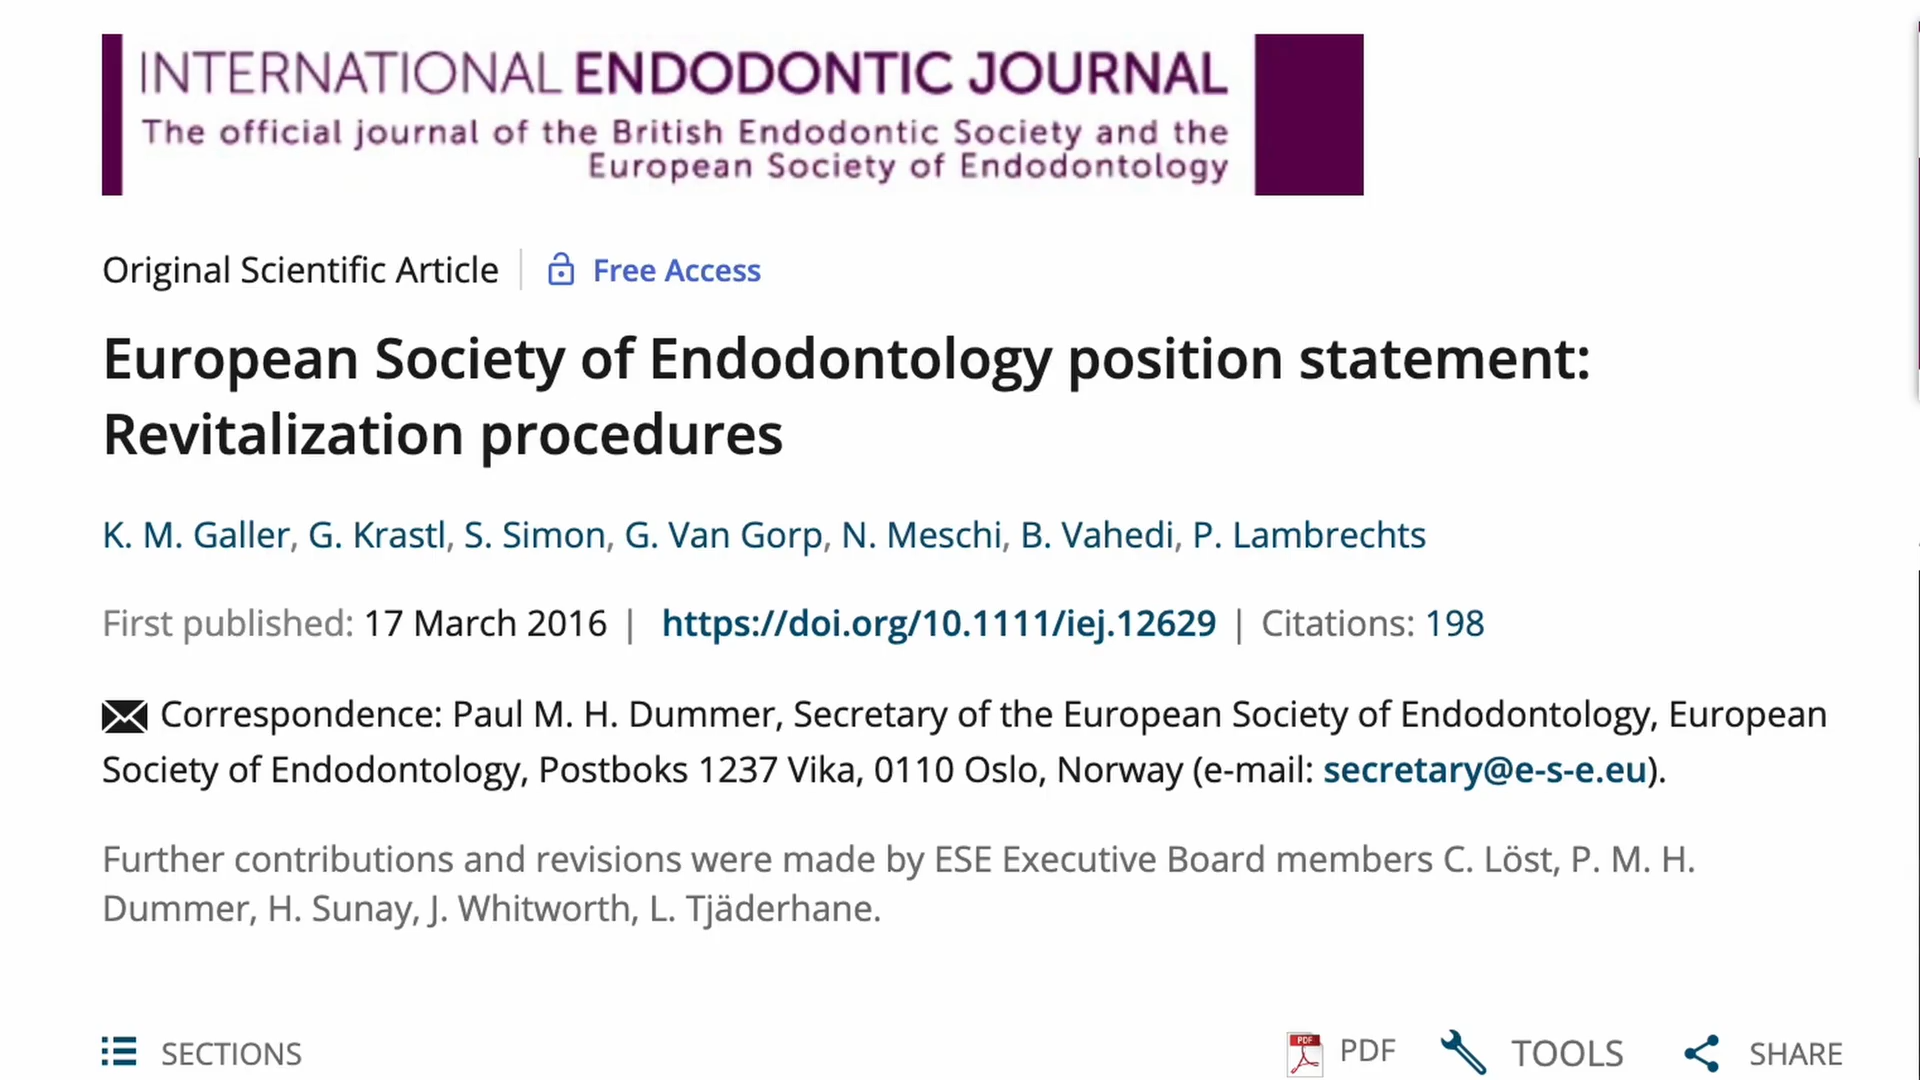 INTERNATIONAL ENDODONTIC JOURNAL
The official journal of the British Endodontic Society and the
European Society of Endodontology
Original Scientific Article | Free Access
European Society of Endodontology position statement:
Revitalization procedures
K. M. Galler, G. Krastl, S. Simon, G. Van Gorp, N. Meschi, B. Vahedi, P. Lambrechts
First published: 17 March 2016 | https://doi.org/10.1111/iej.12629 | Citations: 198
Correspondence: Paul M. H. Dummer, Secretary of the European Society of Endodontology, European
Society of Endodontology, Postboks 1237 Vika, 0110 Oslo, Norway (e-mail: secretary@e-s-e.eu).
Further contributions and revisions were made by ESE Executive Board members C. Löst, P. M. H.
Dummer, H. Sunay, J. Whitworth, L. Tjäderhane.
SECTIONS PDF PDF TOOLS SHARE